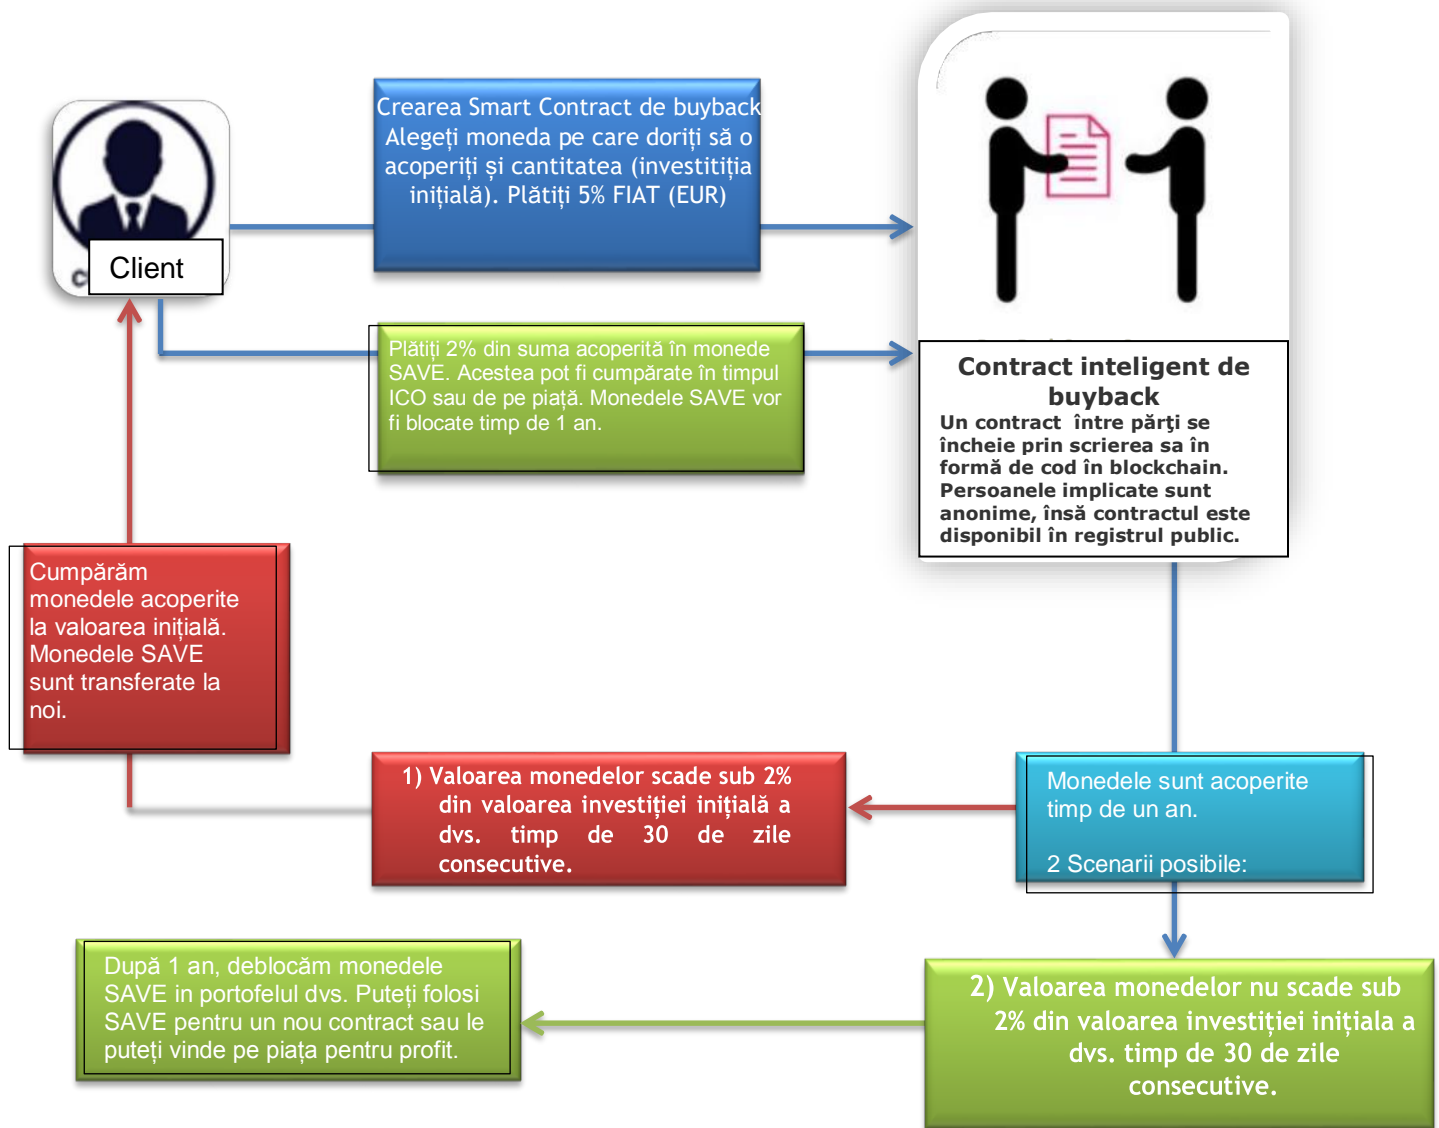 Crearea Smart Contract de buyback
Alegeți moneda pe care doriți să o
acoperiți și cantitatea (investitiția
inițială). Plătiți 5% FIAT (EUR)
Client
Plătiți 2% din suma acoperită în monede
SAVE. Acestea pot fi cumpărate în timpul
ICO sau de pe piață. Monedele SAVE vor
fi blocate timp de 1 an.
Contract inteligent de
buyback
Un contract între părţi se
încheie prin scrierea sa în
formă de cod în blockchain.
Persoanele implicate sunt
anonime, însă contractul este
disponibil în registrul public.
Cumpărăm
monedele acoperite
la valoarea inițială.
Monedele SAVE
sunt transferate la
noi.
1) Valoarea monedelor scade sub 2%
din valoarea investiției inițială a
dvs. timp de 30 de zile
consecutive.
Monedele sunt acoperite
timp de un an.
2 Scenarii posibile:
După 1 an, deblocăm monedele
SAVE in portofelul dvs. Puteți folosi
SAVE pentru un nou contract sau le
puteți vinde pe piața pentru profit.
2) Valoarea monedelor nu scade sub
2% din valoarea investiției inițiala a
dvs. timp de 30 de zile
consecutive.